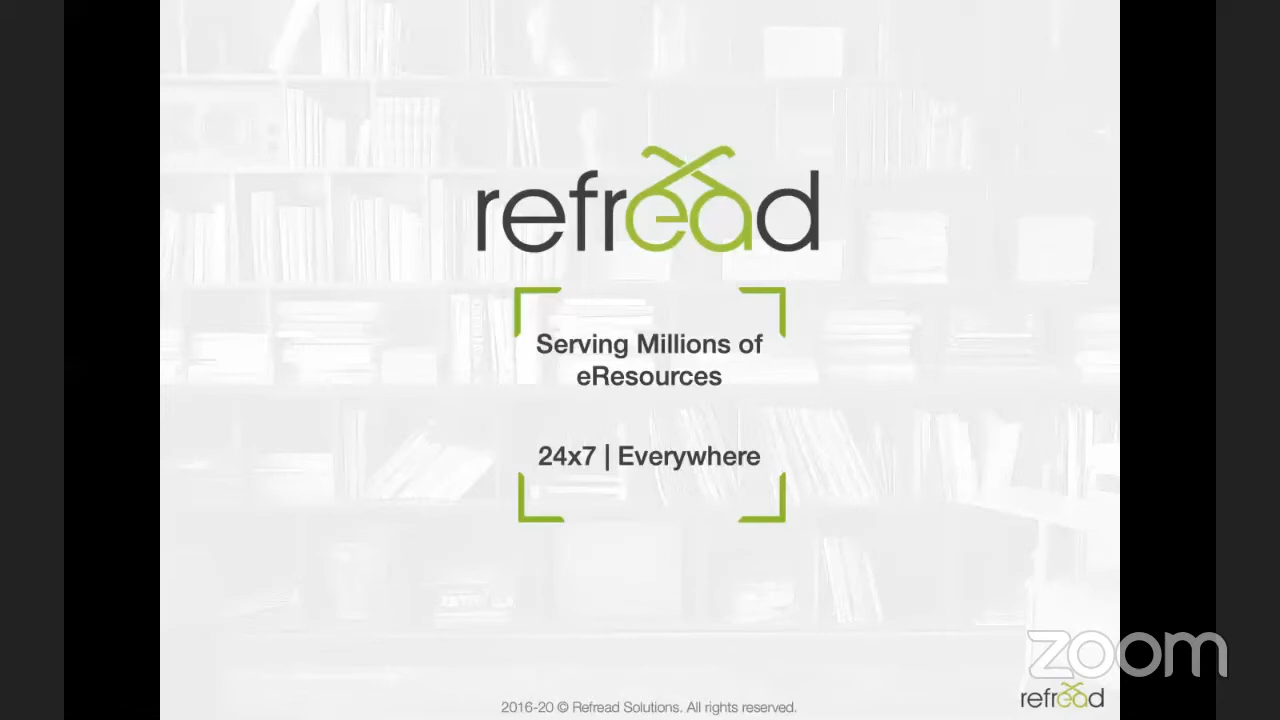 refread
Serving Millions of
eResources
24x7 | Everywhere
zoom
refread
2016-20 © Refread Solutions. All rights reserved.